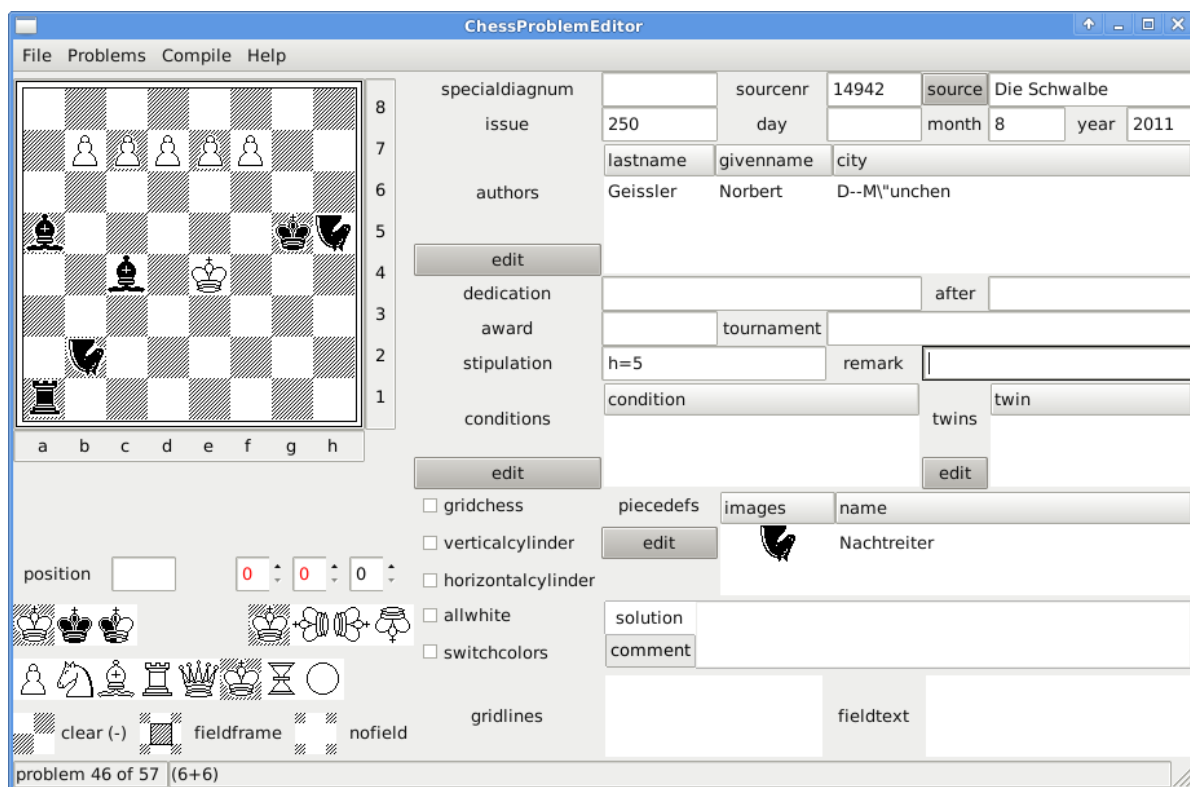 ChessProblemEditor
File Problems Compile Help
8
7
6
5
4
3
2
1
a b c d e f g h
position 0 0 0
clear (-) fieldframe nofield
specialdiagnum sourcenr 14942 source Die Schwalbe
issue 250 day month 8 year 2011
lastname givenname city
authors Geissler Norbert D--M\"unchen
edit
dedication after
award tournament
stipulation h=5 remark
condition twin
conditions twins
edit edit
gridchess piecedefs images name
verticalcylinder edit Nachtreiter
horizontalcylinder
allwhite solution
switchcolors comment
gridlines fieldtext
problem 46 of 57 (6+6)